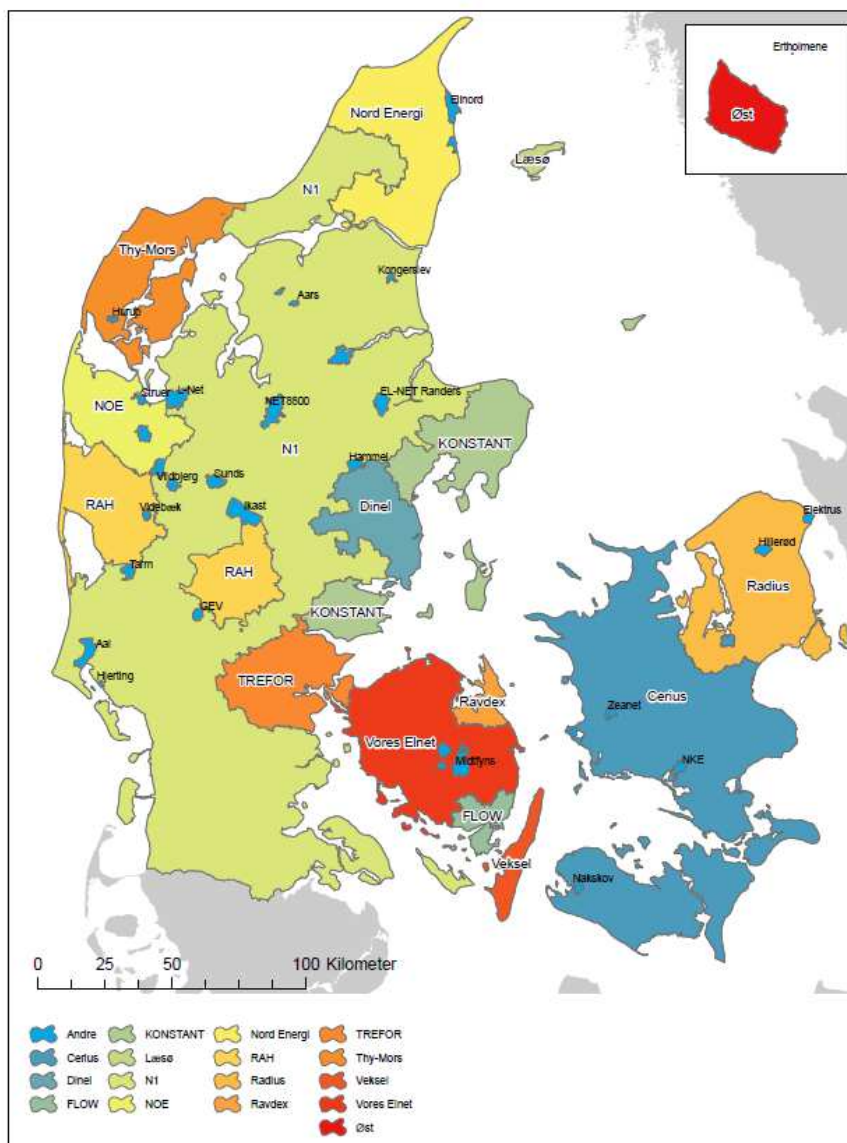 Ertholmene
Øst
Elnord
Nord Energi
Læsø
N1
Thy-Mors
Kongerslev
Aars
Hurup
Struer
L-Net
EL-NET Randers
NOE
NET8800
KONSTANT
N1
Hammel
Vildbjerg
Sunds
RAH
Dinel
Videbæk
Ikast
Elektrus
Hillerød
Tarm
RAH
Radius
GEV
KONSTANT
Aal
Hjerting
TREFOR
Ravdex
Cerius
Zeanet
Vores Elnet
Midtfyns
NKE
FLOW
Veksel
Nakskov
0 25 50 100 Kilometer
Andre KONSTANT Nord Energi TREFOR
Cerius Læsø RAH Thy-Mors
Dinel N1 Radius Veksel
FLOW NOE Ravdex Vores Elnet
Øst